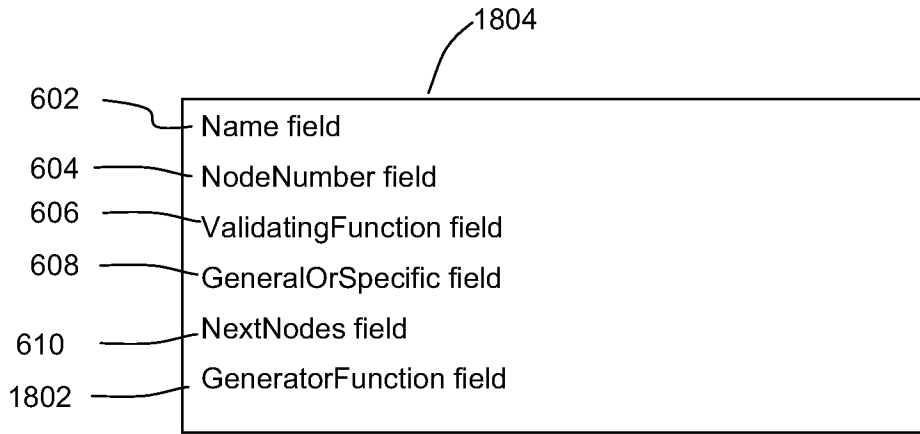 1804
602 Name field
604 NodeNumber field
606 ValidatingFunction field
608 GeneralOrSpecific field
610 NextNodes field
1802 GeneratorFunction field